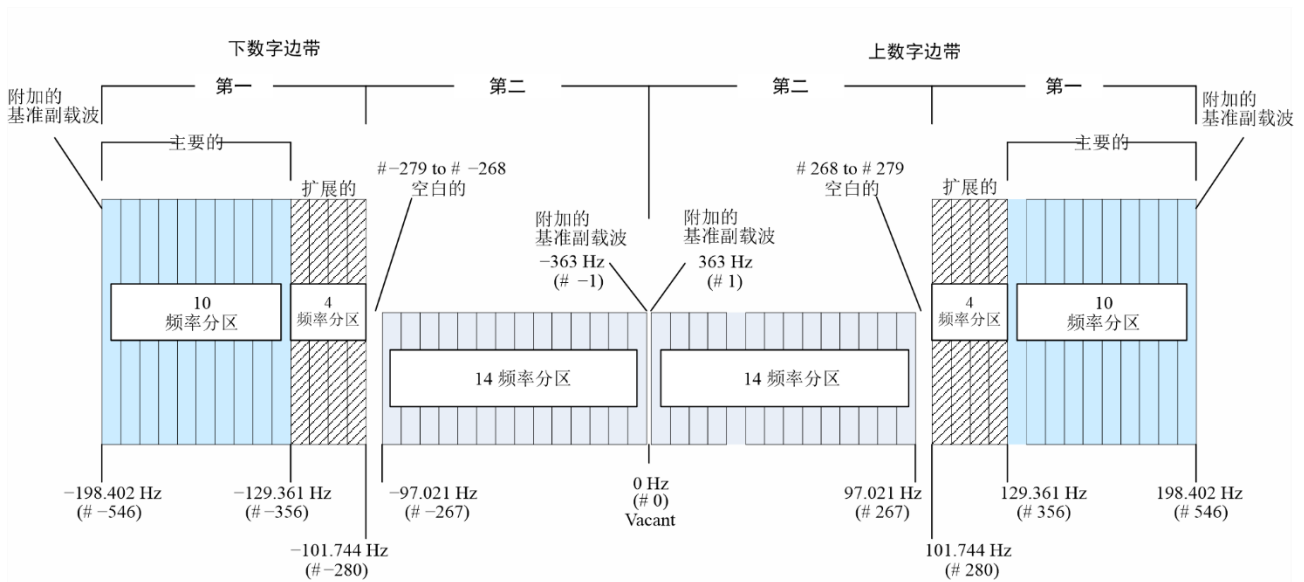 下数字边带
上数字边带
第一
第二
第二
第一
附加的
基准副载波
附加的
基准副载波
主要的
主要的
#−279 to # −268
空白的
# 268 to # 279
空白的
扩展的
扩展的
附加的
基准副载波
−363 Hz
(# −1)
附加的
基准副载波
363 Hz
(# 1)
10
频率分区
4
频率分区
4
频率分区
10
频率分区
14 频率分区
14 频率分区
−198.402 Hz
(# −546)
−129.361 Hz
(# −356)
−97.021 Hz
(# −267)
0 Hz
(# 0)
Vacant
97.021 Hz
(# 267)
129.361 Hz
(# 356)
198.402 Hz
(# 546)
−101.744 Hz
(# −280)
101.744 Hz
(# 280)